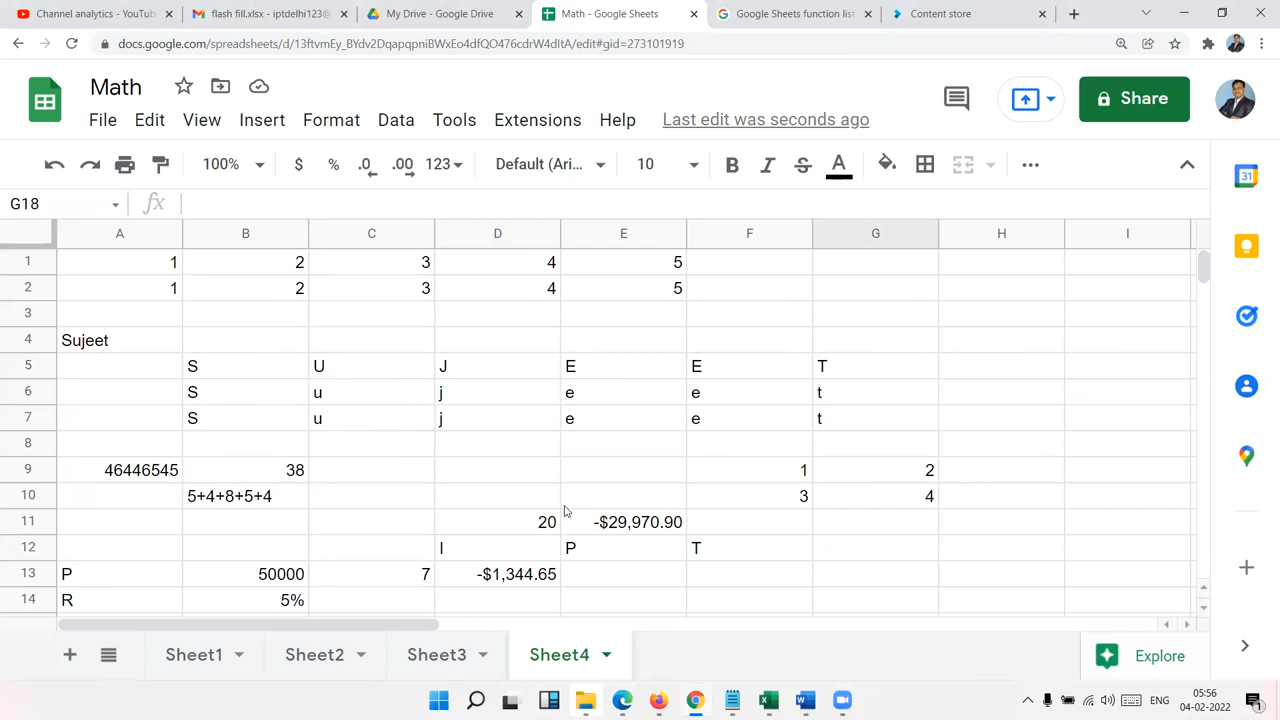 Channel analytics - YouTub
flash fill.xlsx - iptdelhi123@
My Drive - Google Drive
Math - Google Sheets
Google Sheets function list
Content store
docs.google.com/spreadsheets/d/13ftvmEy_BYdv2DqapqpniBWxEo4dfQO476cdrW4dItA/edit#gid=273101919
Math
Share
File Edit View Insert Format Data Tools Extensions Help Last edit was seconds ago
100% $ % .0 .00 123 Default (Ari... 10 B I S A
G18 fx
A B C D E F G H I
1 1 2 3 4 5
2 1 2 3 4 5
3
4 Sujeet
5 S U J E E T
6 S u j e e t
7 S u j e e t
8
9 46446545 38 1 2
10 5+4+8+5+4 3 4
11 20 -$29,970.90
12 I P T
13 P 50000 7 -$1,344.65
14 R 5%
Sheet1 Sheet2 Sheet3 Sheet4 Explore
ENG 05:56
04-02-2022